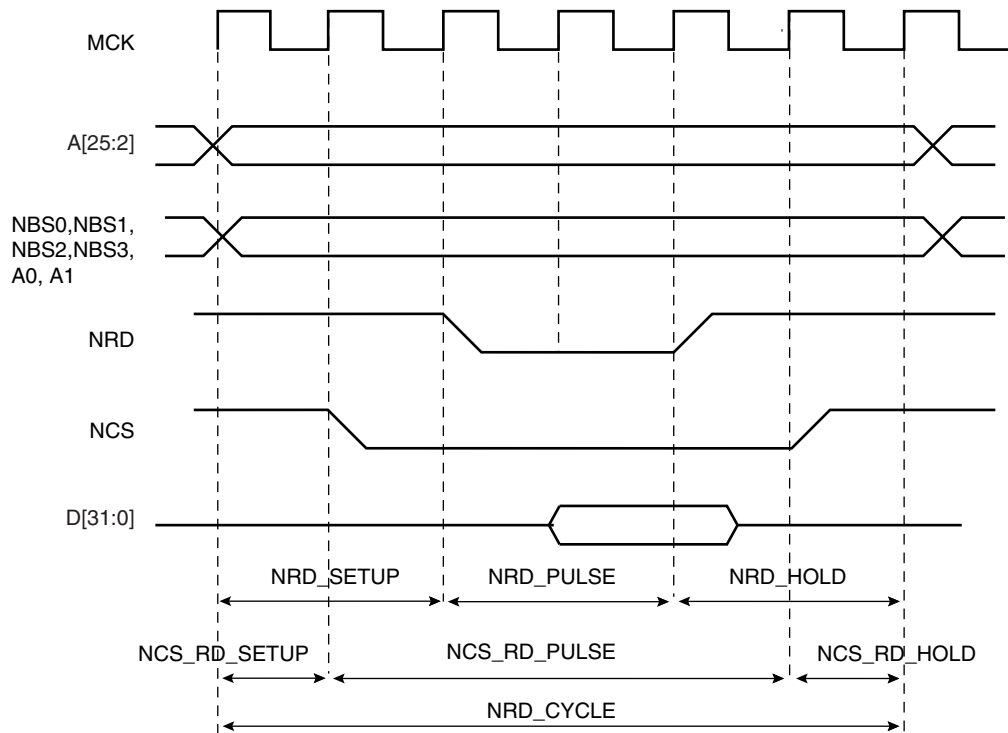 MCK
A[25:2]
NBS0,NBS1,
NBS2,NBS3,
A0, A1
NRD
NCS
D[31:0]
NRD_SETUP NRD_PULSE NRD_HOLD
NCS_RD_SETUP NCS_RD_PULSE NCS_RD_HOLD
NRD_CYCLE